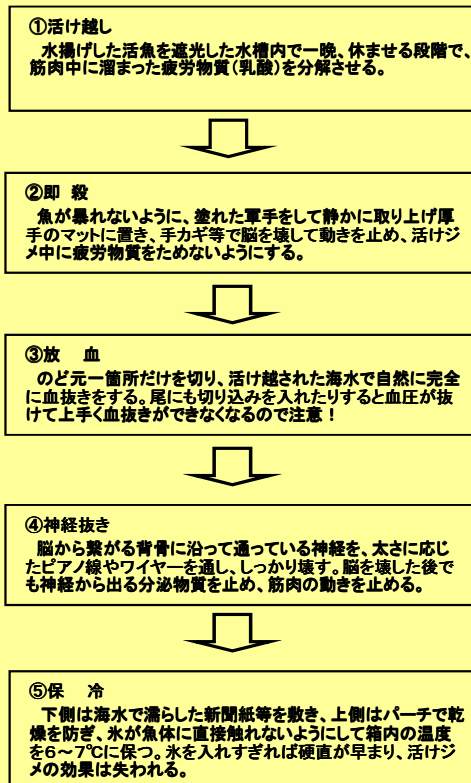 ①活け越し
水揚げした活魚を遮光した水槽内で一晩、休ませる段階で、
筋肉中に溜まった疲労物質(乳酸)を分解させる。
②即 殺
魚が暴れないように、塗れた軍手をして静かに取り上げ厚
手のマットに置き、手カギ等で脳を壊して動きを止め、活けジ
メ中に疲労物質をためないようにする。
③放 血
のど元一箇所だけを切り、活け越された海水で自然に完全
に血抜きをする。尾にも切り込みを入れたりすると血圧が抜
けて上手く血抜きができなくなるので注意！
④神経抜き
脳から繋がる背骨に沿って通っている神経を、太さに応じ
たピアノ線やワイヤーを通し、しっかり壊す。脳を壊した後で
も神経から出る分泌物質を止め、筋肉の動きを止める。
⑤保 冷
下側は海水で濡らした新聞紙等を敷き、上側はパーチで乾
燥を防ぎ、氷が魚体に直接触れないようにして箱内の温度
を6～7℃に保つ。氷を入れすぎれば硬直が早まり、活けジ
メの効果は失われる。